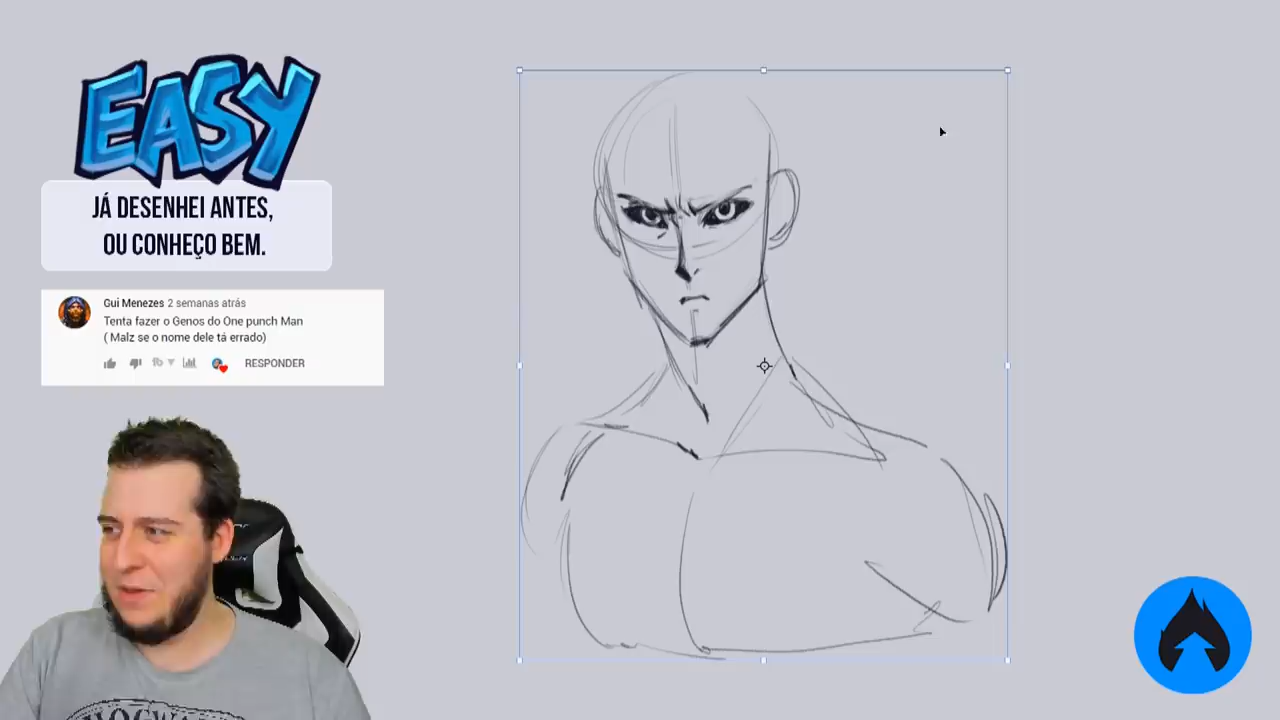 EASY
JÁ DESENHEI ANTES,
OU CONHEÇO BEM.
Gui Menezes 2 semanas atrás
Tenta fazer o Genos do One punch Man
( Malz se o nome dele tá errado)
RESPONDER
HOGWA